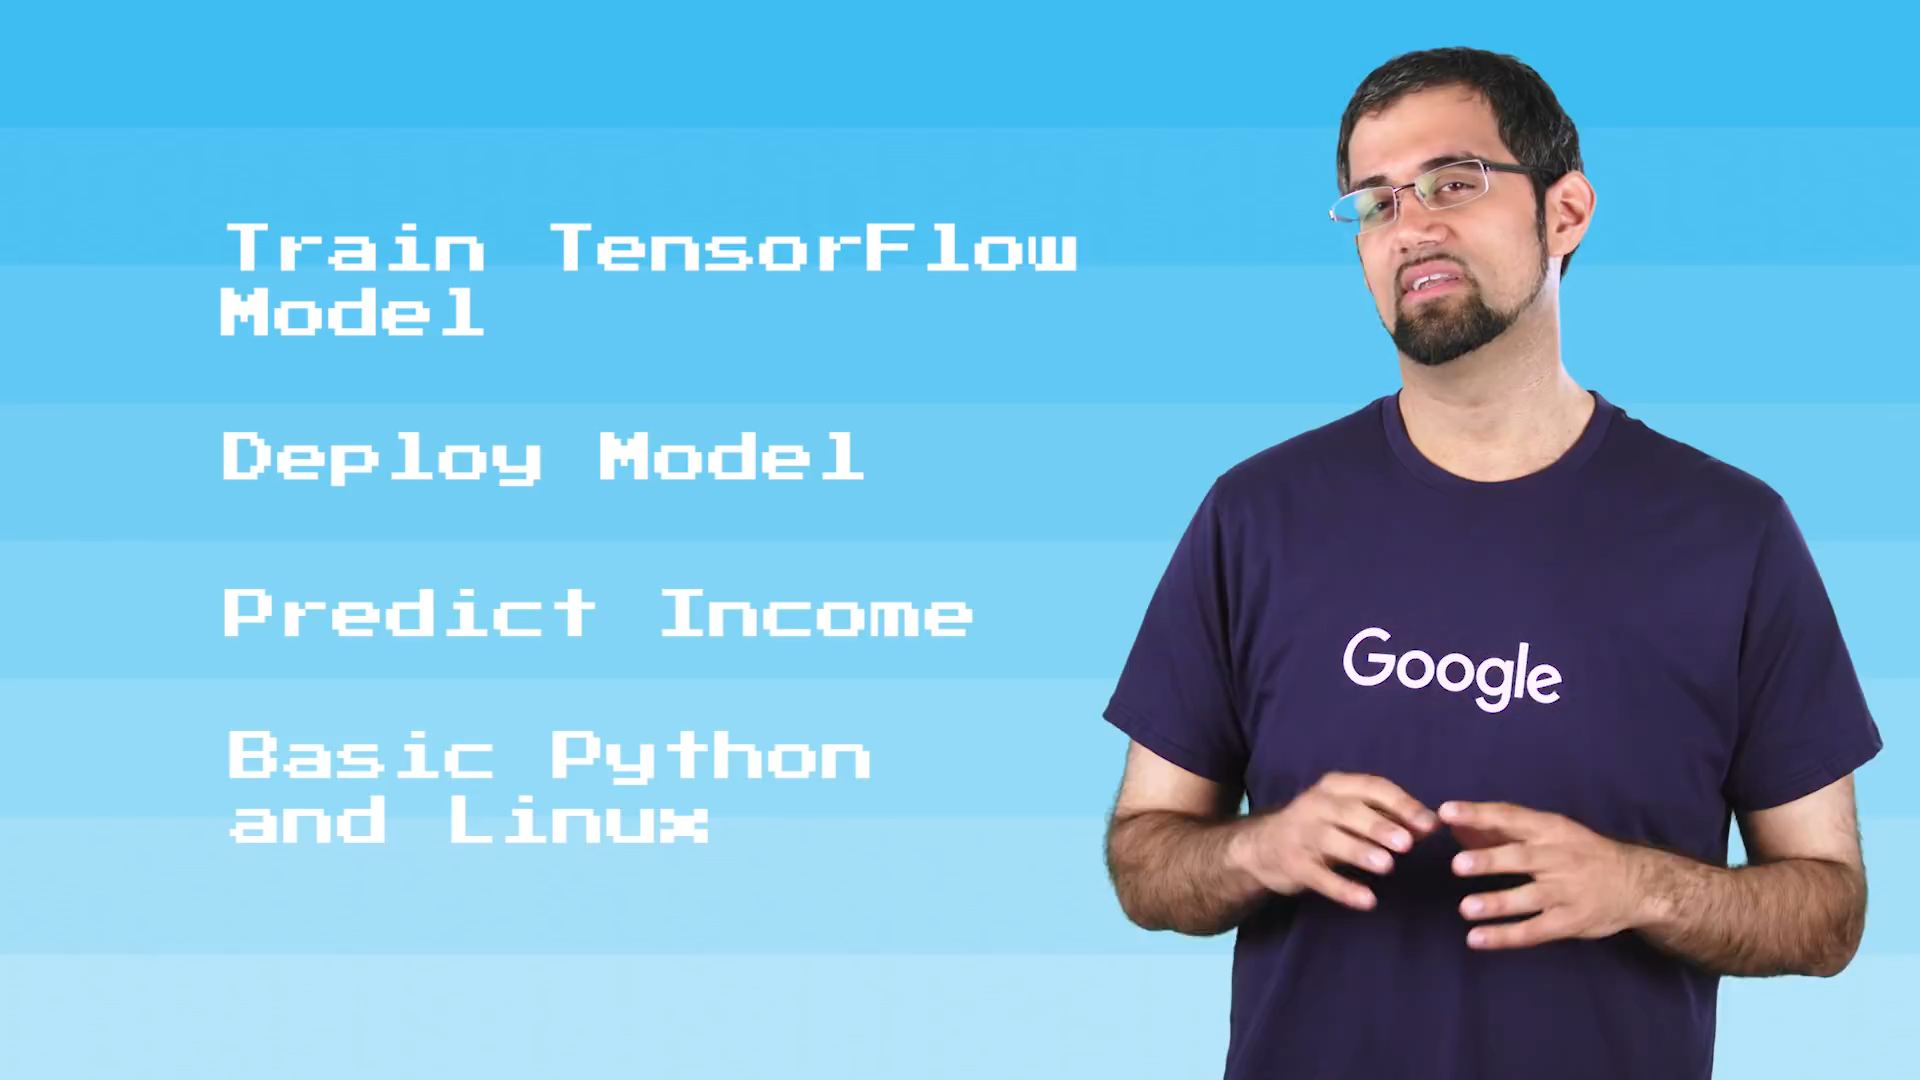 Train TensorFlow
Model
Deploy Model
Predict Income
Basic Python
and Linux
Google